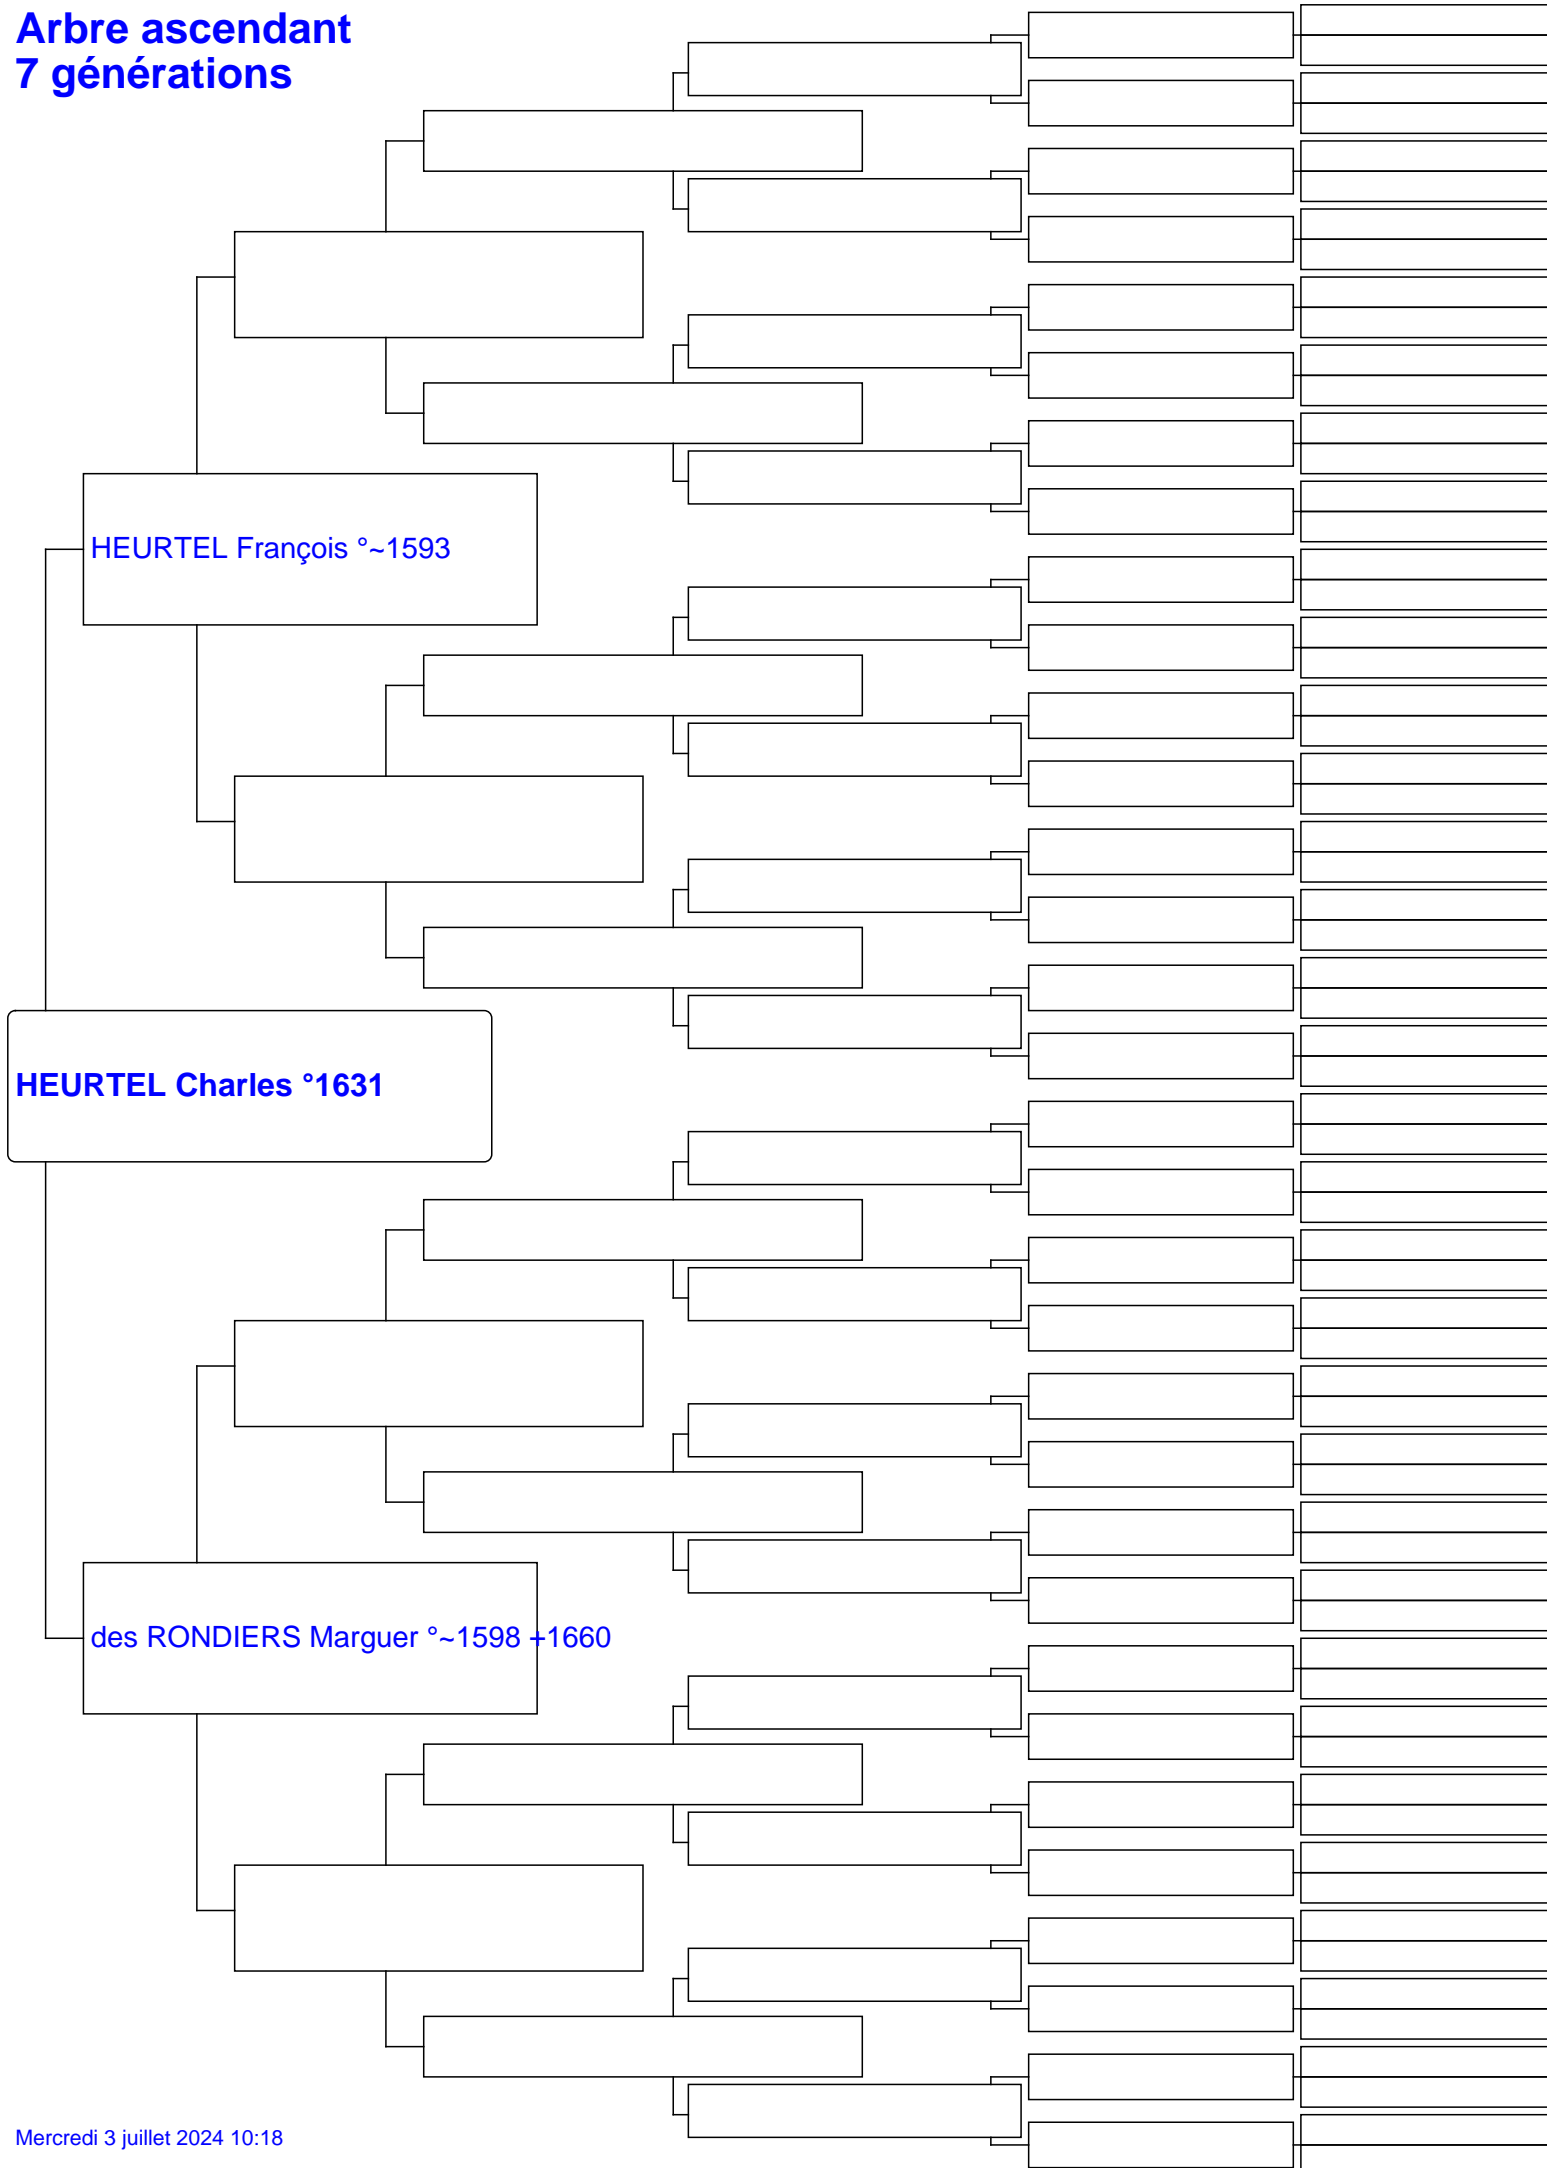 Arbre ascendant
7 générations
HEURTEL François °~1593
HEURTEL Charles °1631
des RONDIERS Marguer °~1598 +1660
Mercredi 3 juillet 2024 10:18